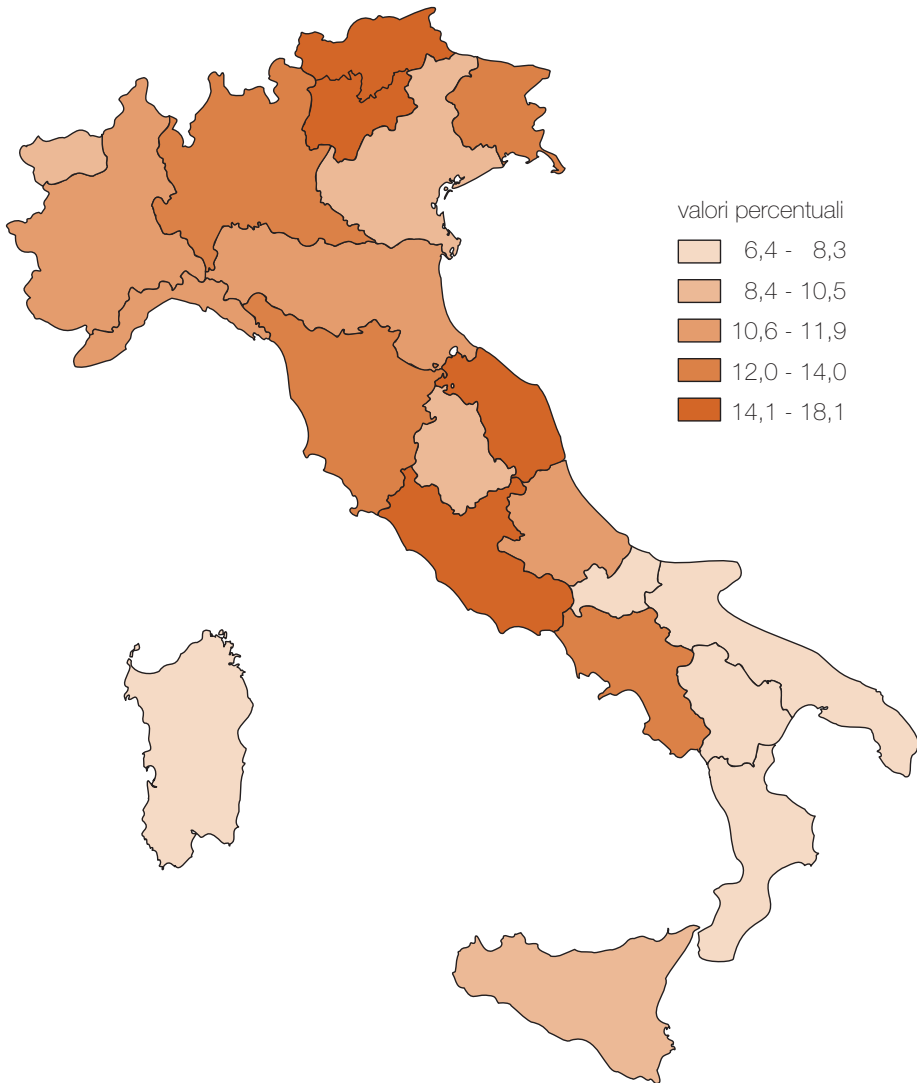 valori percentuali
6,4 - 8,3
8,4 - 10,5
10,6 - 11,9
12,0 - 14,0
14,1 - 18,1